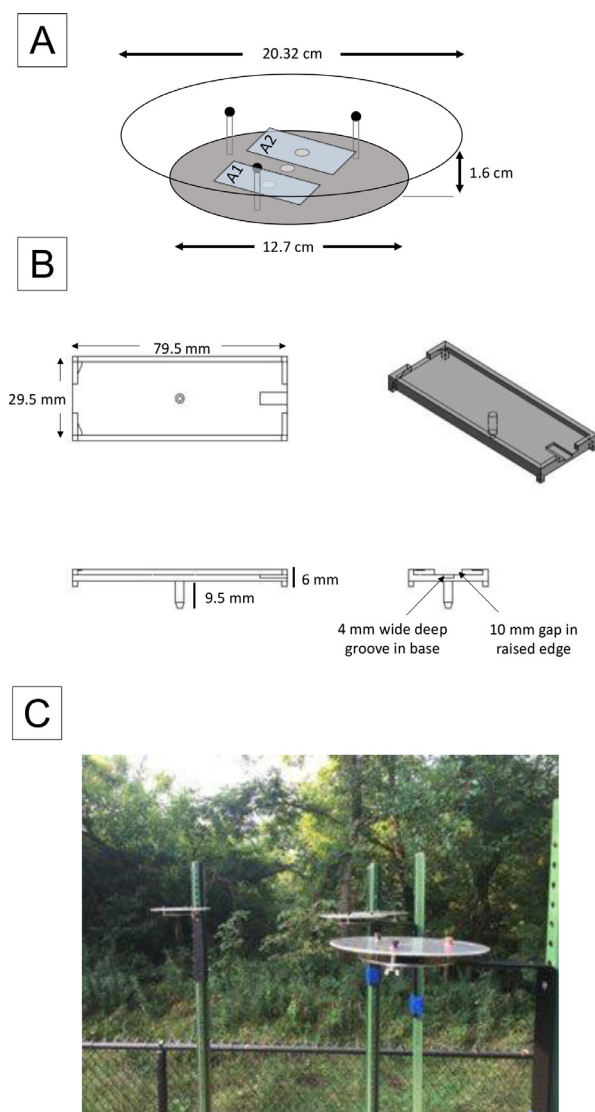 A
20.32 cm
A2
A1
1.6 cm
12.7 cm
B
79.5 mm
29.5 mm
6 mm
9.5 mm
4 mm wide deep
groove in base
10 mm gap in
raised edge
C